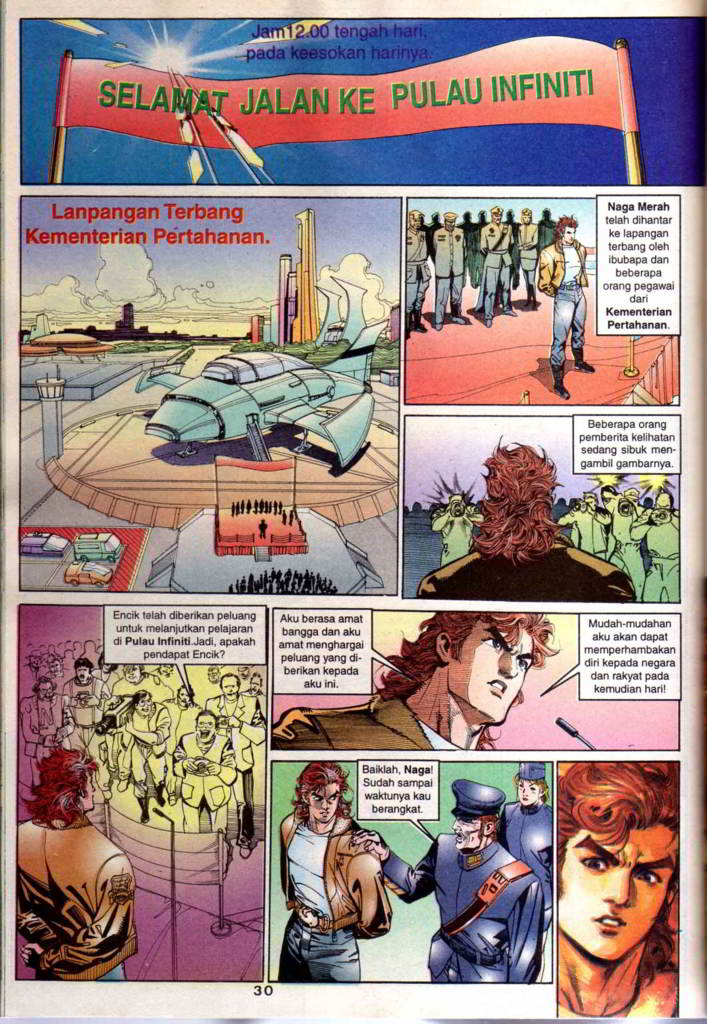 Jam12.00 tengah hari,
pada keesokan harinya.
SELAMAT JALAN KE PULAU INFINITI
Lanpangan Terbang
Kementerian Pertahanan.
Naga Merah
telah dihantar
ke lapangan
terbang oleh
ibubapa dan
beberapa
orang pegawai
dari
Kementerian
Pertahanan.
Beberapa orang
pemberita kelihatan
sedang sibuk men-
gambil gambarnya.
Encik telah diberikan peluang
untuk melanjutkan pelajaran
di Pulau Infiniti.Jadi, apakah
pendapat Encik?
Aku berasa amat
bangga dan aku
amat menghargai
peluang yang di-
berikan kepada
aku ini.
Mudah-mudahan
aku akan dapat
memperhambakan
diri kepada negara
dan rakyat pada
kemudian hari!
Baiklah, Naga!
Sudah sampai
waktunya kau
berangkat.
30